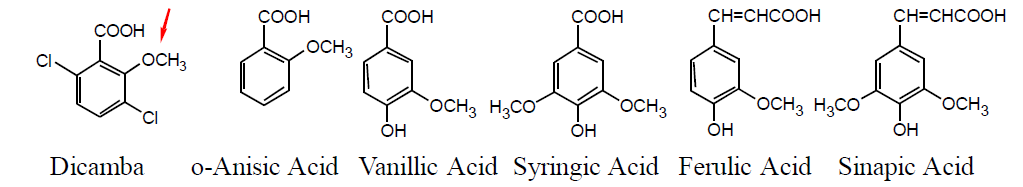 COOH
Cl
OCH3
Cl
COOH
OCH3
COOH
OCH3
OH
COOH
H3CO
OCH3
OH
CH=CHCOOH
OCH3
OH
CH=CHCOOH
H3CO
OCH3
OH
Dicamba o-Anisic Acid Vanillic Acid Syringic Acid Ferulic Acid Sinapic Acid